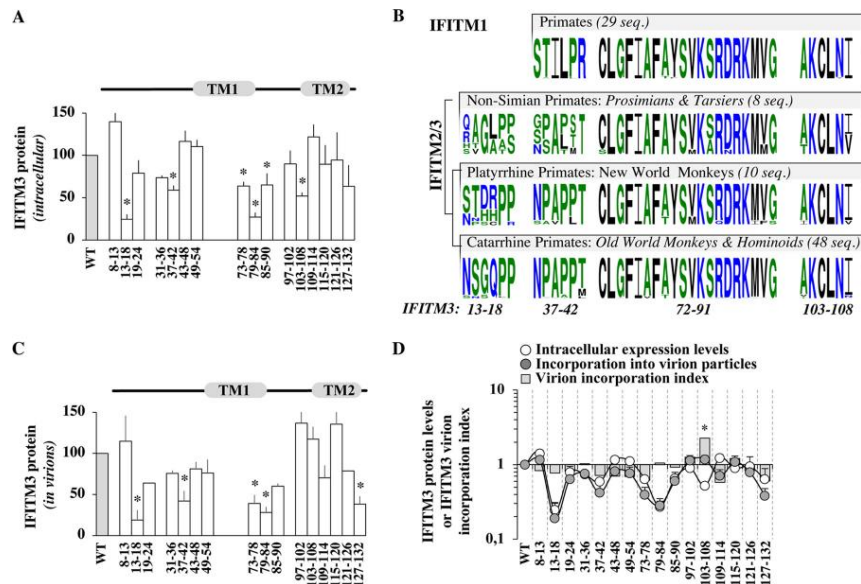 A
TM1
TM2
IFITM3 protein
(intracellular)
150
100
50
0
*
*
*
*
*
*
WT
8-13
13-18
19-24
31-36
37-42
43-48
49-54
73-78
79-84
85-90
97-102
103-108
109-114
115-120
121-126
127-132
B
IFITM1
Primates (29 seq.)
STILPR CLGFIAFAYSVKSRDRKMVG AKCLNI
IFITM2/3
Non-Simian Primates: Prosimians & Tarsiers (8 seq.)
Platyrrhine Primates: New World Monkeys (10 seq.)
Catarrhine Primates: Old World Monkeys & Hominoids (48 seq.)
NSGQPP NPAPPT CLGFIAFAYSVKSRDRKMVG AKCLNI
IFITM3: 13-18 37-42 72-91 103-108
C
TM1
TM2
IFITM3 protein
(in virions)
150
100
50
0
*
*
*
*
*
WT
8-13
13-18
19-24
31-36
37-42
43-48
49-54
73-78
79-84
85-90
97-102
103-108
109-114
115-120
121-126
127-132
D
Intracellular expression levels
Incorporation into virion particles
Virion incorporation index
IFITM3 protein levels
or IFITM3 virion
incorporation index
10
1
0,1
*
WT
8-13
13-18
19-24
31-36
37-42
43-48
49-54
73-78
79-84
85-90
97-102
103-108
109-114
115-120
121-126
127-132